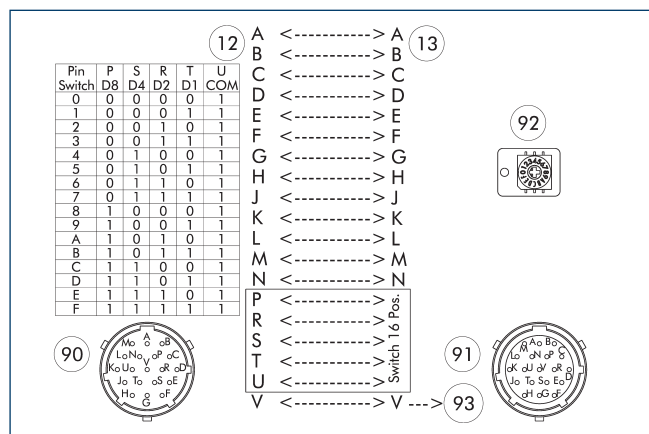 12 A <----------> A 13
B <----------> B
C <----------> C
D <----------> D
E <----------> E
F <----------> F
G <----------> G
H <----------> H
J <----------> J
K <----------> K
L <----------> L
M <----------> M
N <----------> N
P <---------->
R <---------->
S <---------->
T <---------->
U <---------->
Switch 16 Pos.
V <----------> V ---> 93
Pin P S R T U
Switch D8 D4 D2 D1 COM
0 0 0 0 0 1
1 0 0 0 1 1
2 0 0 1 0 1
3 0 0 1 1 1
4 0 1 0 0 1
5 0 1 0 1 1
6 0 1 1 0 1
7 0 1 1 1 1
8 1 0 0 0 1
9 1 0 0 1 1
A 1 0 1 0 1
B 1 0 1 1 1
C 1 1 0 0 1
D 1 1 0 1 1
E 1 1 1 0 1
F 1 1 1 1 1
92
90
A
M B
L N P C
V
K U R D
J T S E
H F
G
91
A B
M C
L N P
K U V R D
J T S E
H G F